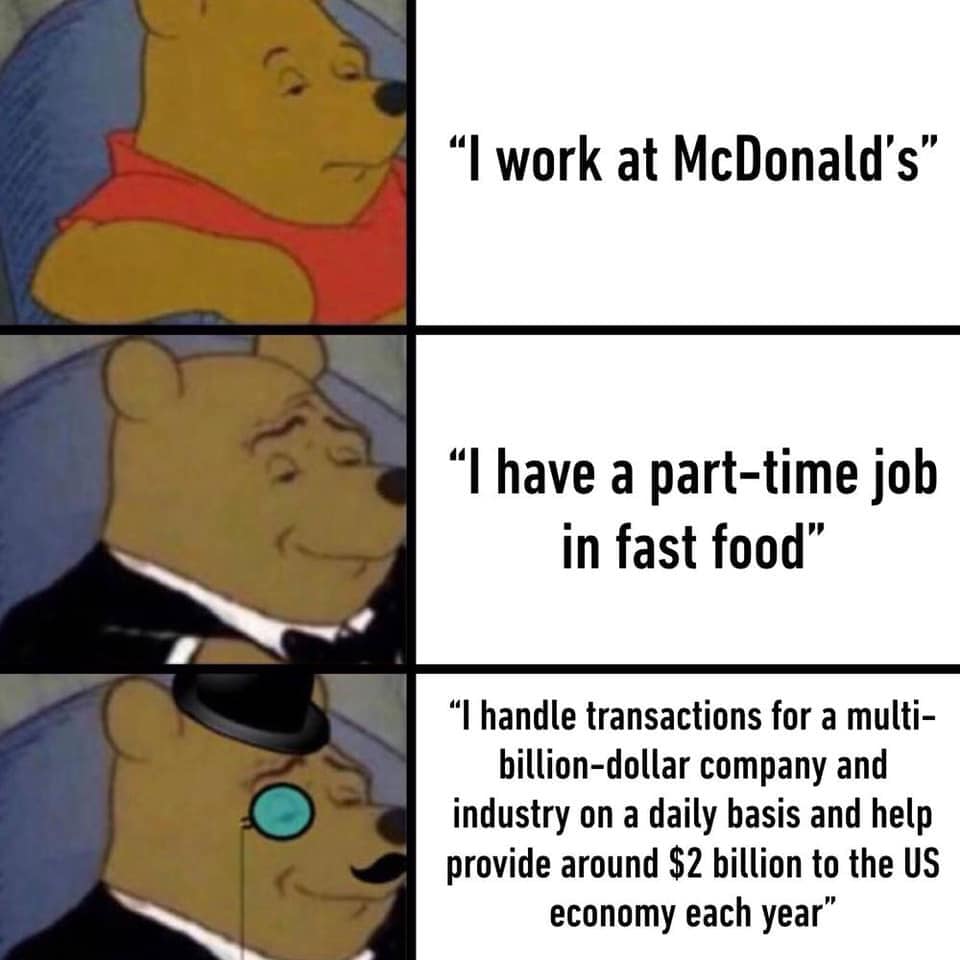 “I work at McDonald’s”
“I have a part-time job
in fast food”
“I handle transactions for a multi-
billion-dollar company and
industry on a daily basis and help
provide around $2 billion to the US
economy each year”